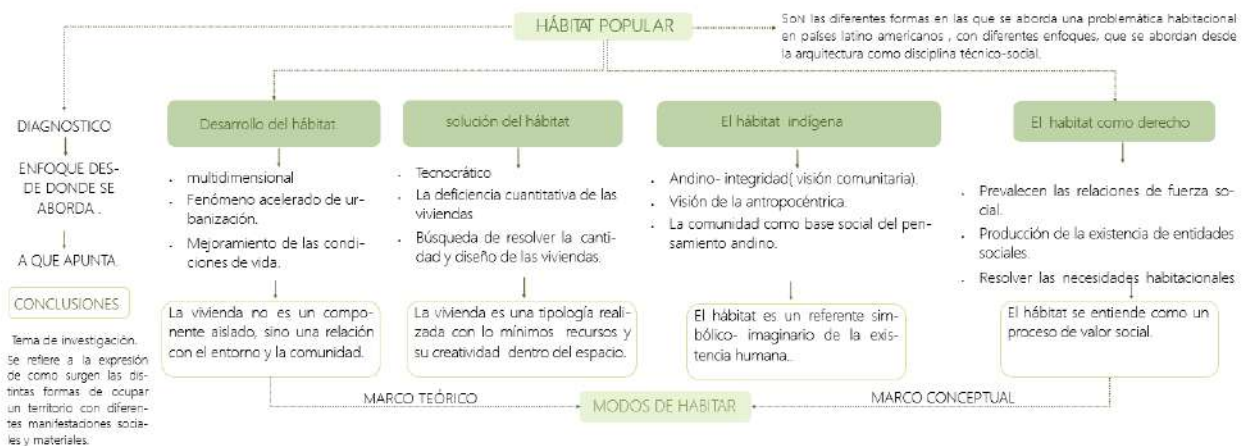 HÁBITAT POPULAR
SoN las diferentes formas en las que se aborda una problemática habitacional
en países latino americanos , con diferentes enfoques, que se abordan desde
la arquitectura como disciplina técnico-social.
DIAGNOSTICO
ENFOQUE DES-
DE DONDE SE
ABORDA .
A QUE APUNTA.
CONCLUSIONES
Tema de investigación.
Se refiere a la expresión
de como surgen las dis-
tintas formas de ocupar
un territorio con diferen-
tes manifestaciones socia-
les y materiales.
Desarrollo del hábitat.
. multidimensional
. Fenómeno acelerado de ur-
banización.
. Mejoramiento de las condi-
ciones de vida.
La vivienda no es un compo-
nente aislado, sino una relación
con el entorno y la comunidad.
solución del hábitat
. Tecnocrático
. La deficiencia cuantitativa de las
viviendas
. Búsqueda de resolver la canti-
dad y diseño de las viviendas.
La vivienda es una tipología reali-
zada con lo mínimos recursos y
su creatividad dentro del espacio.
El hábitat indígena
. Andino- integridad( visión comunitaria).
. Visión de la antropocéntrica.
. La comunidad como base social del pen-
samiento andino.
El hábitat es un referente sim-
bólico- imaginario de la exis-
tencia humana..
El habitat como derecho
. Prevalecen las relaciones de fuerza so-
cial.
. Producción de la existencia de entidades
sociales.
. Resolver las necesidades habitacionales
El hábitat se entiende como un
proceso de valor social.
MARCO TEÓRICO
MODOS DE HABITAR
MARCO CONCEPTUAL